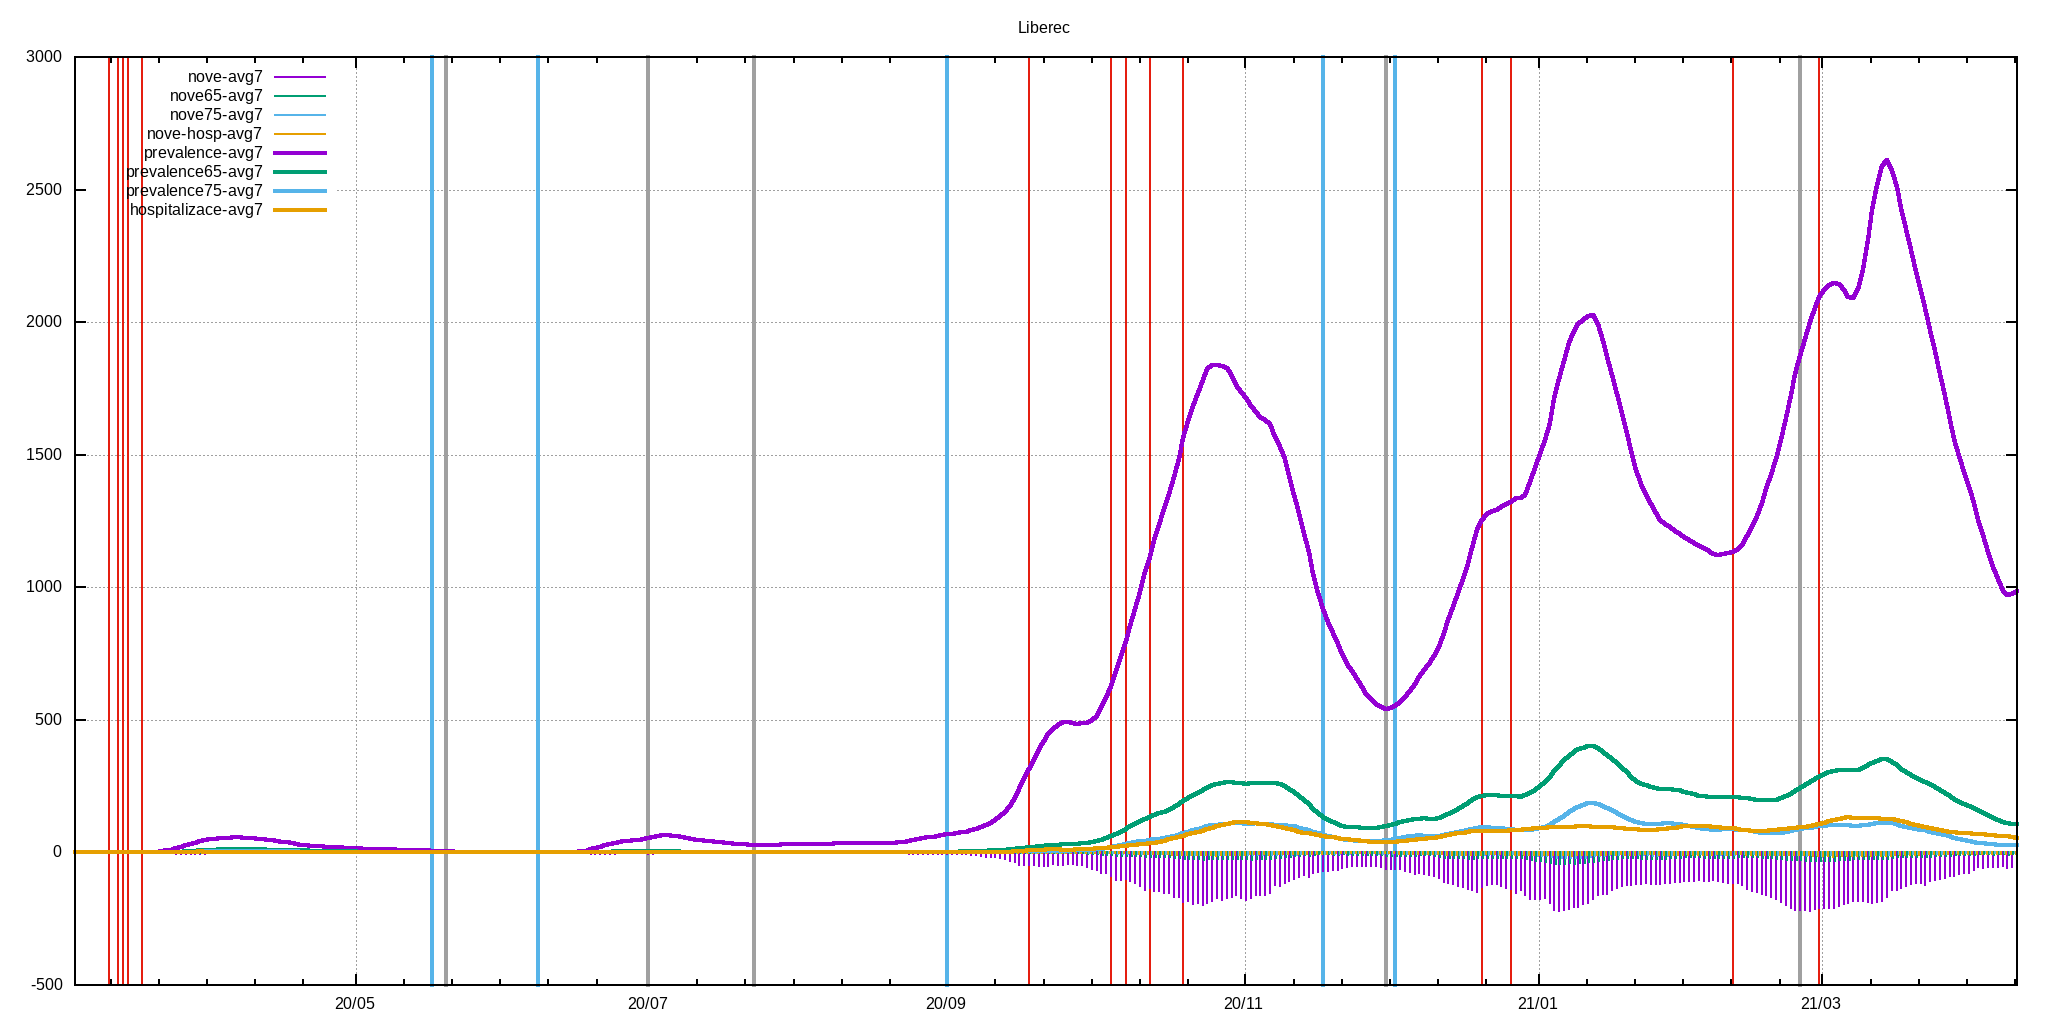 Liberec
3000
2500
2000
1500
1000
500
0
-500
nove-avg7
nove65-avg7
nove75-avg7
nove-hosp-avg7
prevalence-avg7
prevalence65-avg7
prevalence75-avg7
hospitalizace-avg7
20/05
20/07
20/09
20/11
21/01
21/03